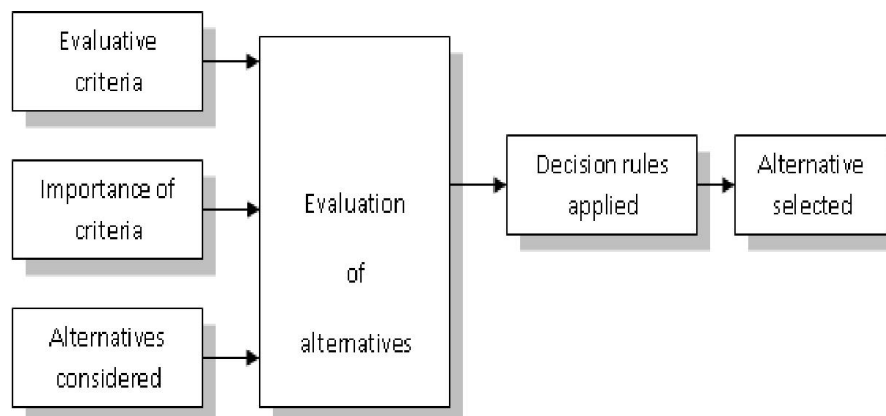 Evaluative
criteria
Importance of
criteria
Alternatives
considered
Evaluation
of
alternatives
Decision rules
applied
Alternative
selected